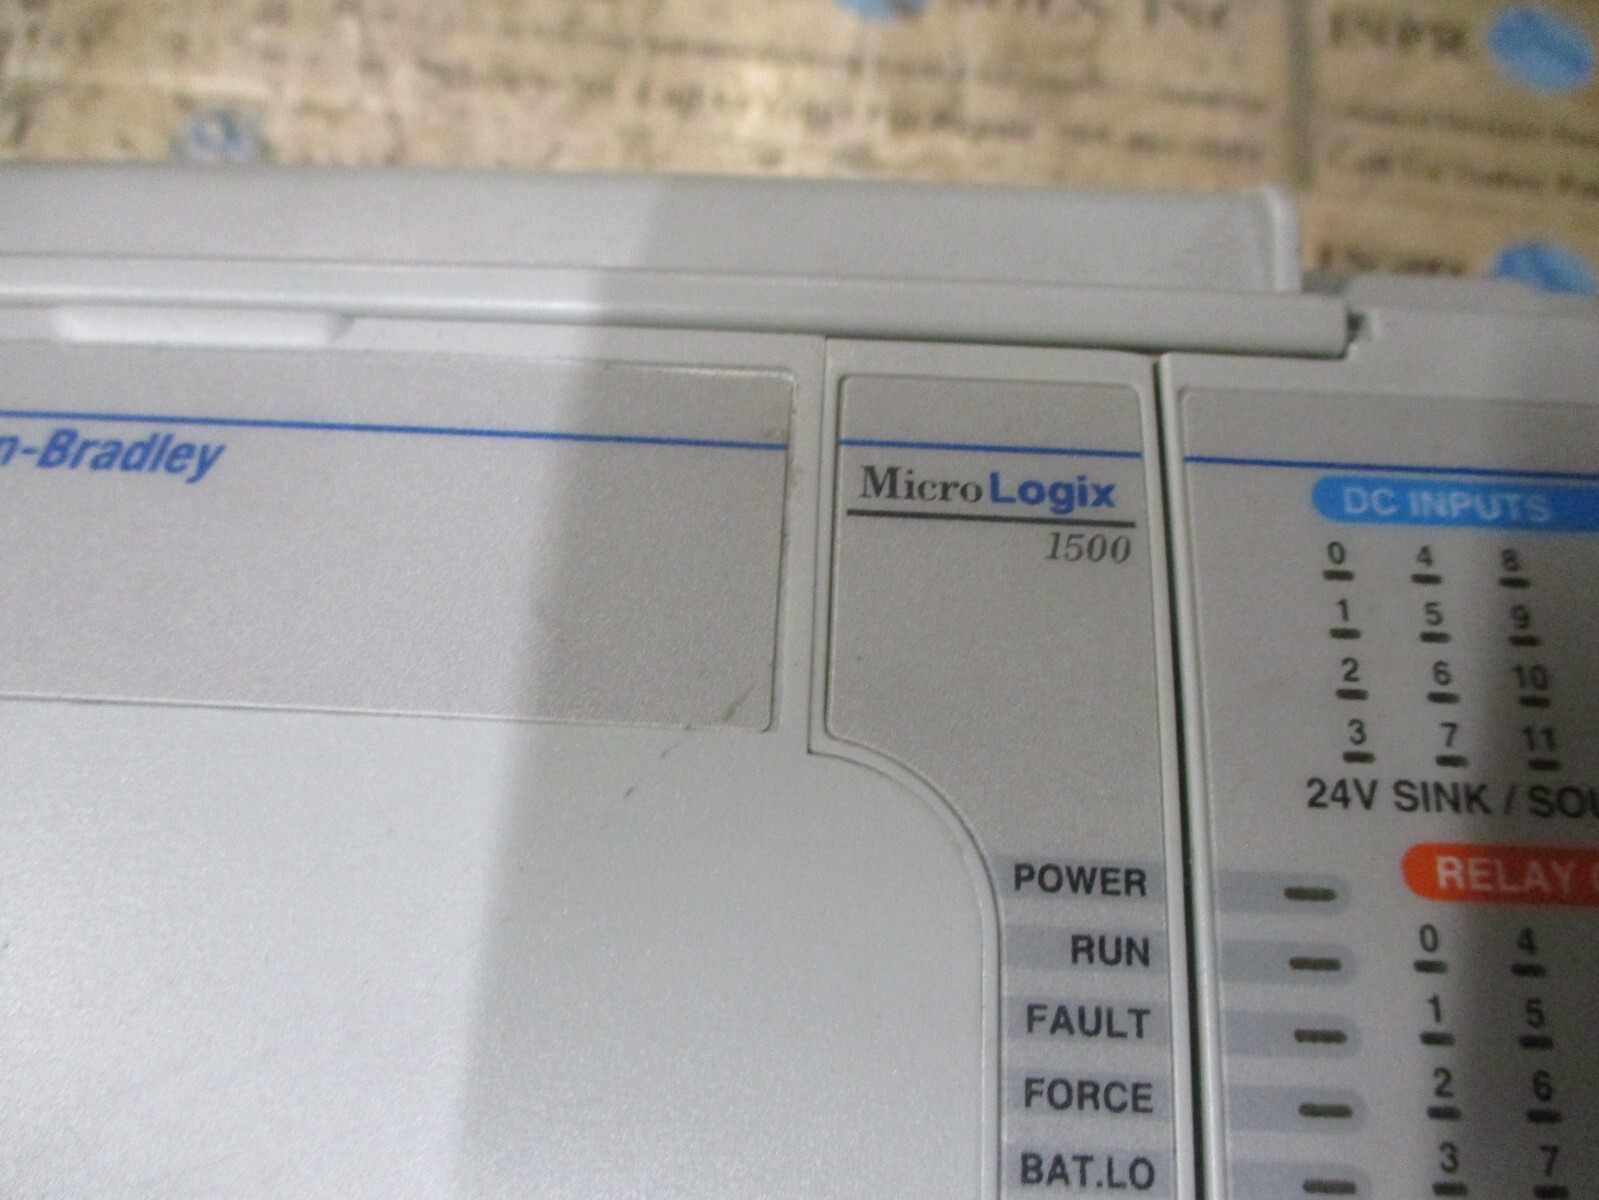 n-Bradley
MicroLogix
1500
DC INPUTS
0 4 8
1 5 9
2 6 10
3 7 11
24V SINK / SOU
RELAY
POWER
0 4
RUN
1 5
FAULT
2 6
FORCE
3 7
BAT.LO